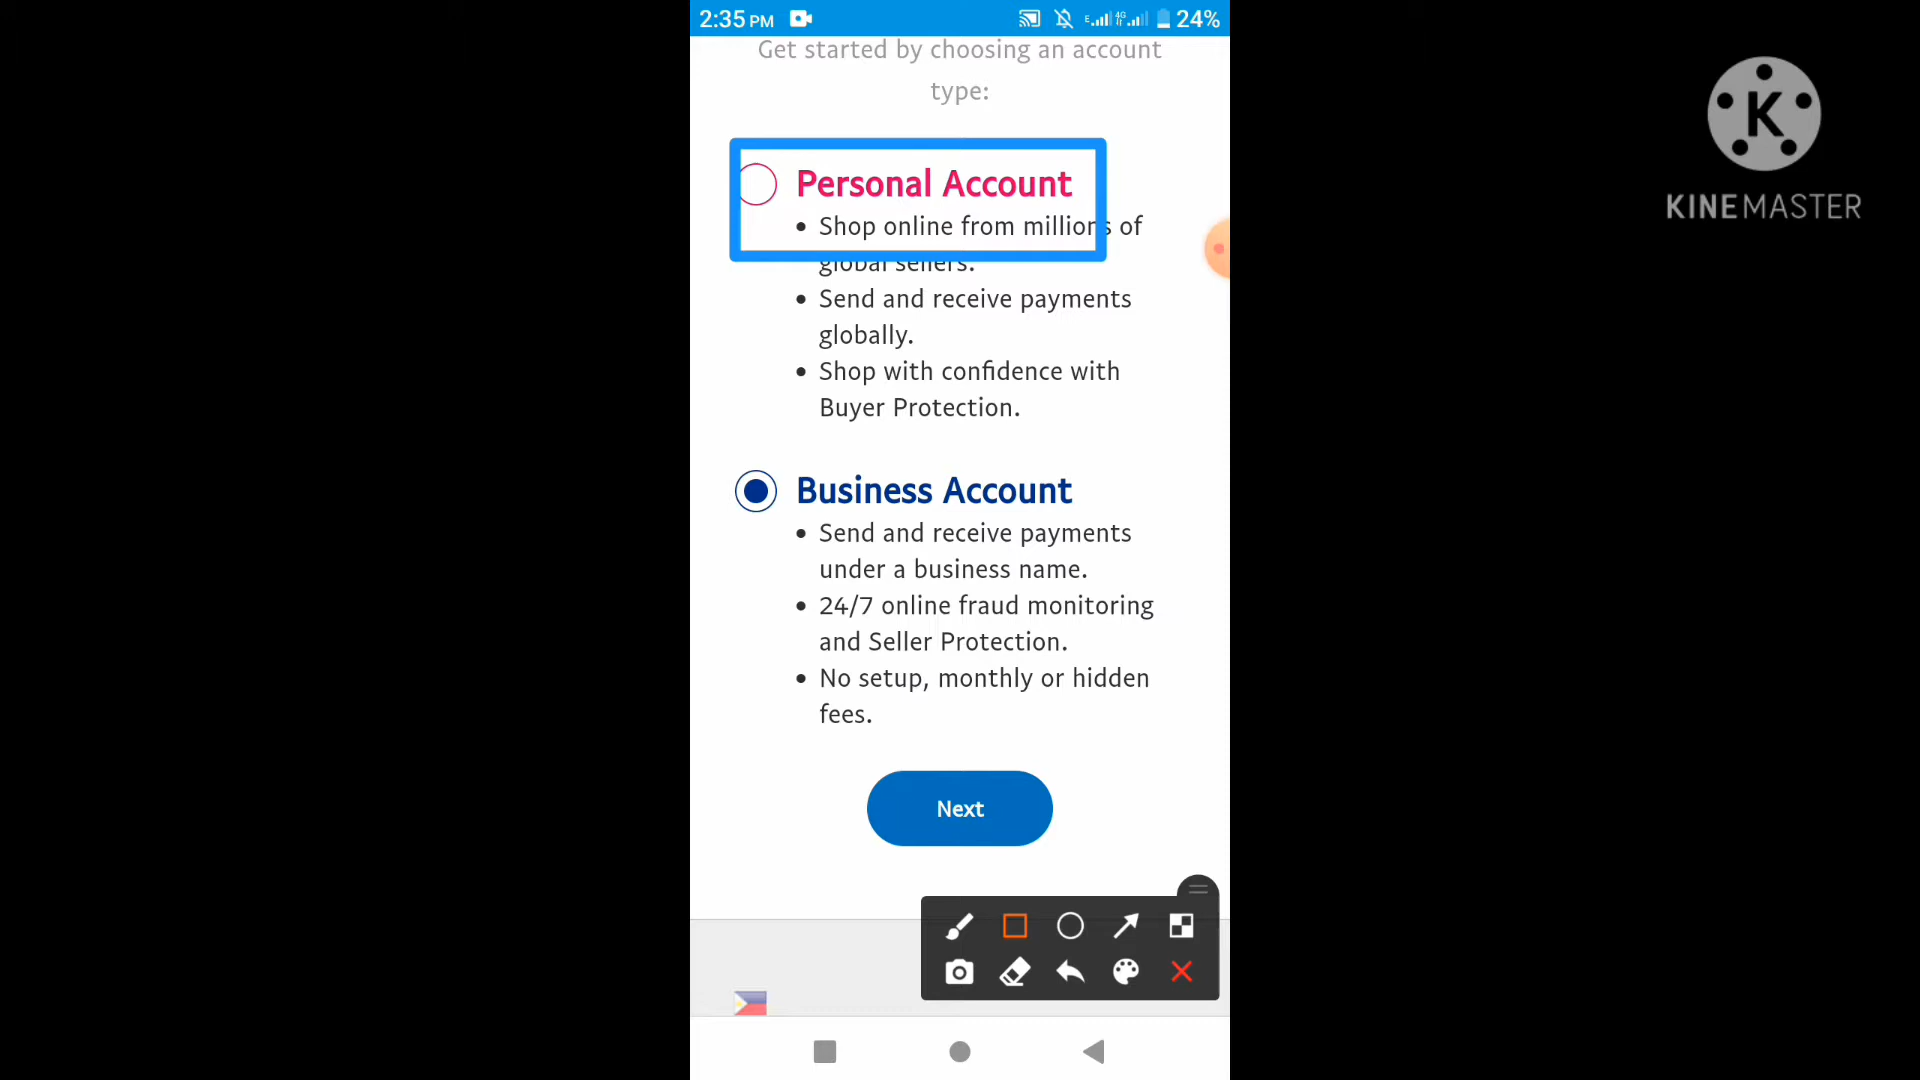 2:35 PM
E 4G 24%
Get started by choosing an account
type:
Personal Account
• Shop online from millions of
global sellers.
• Send and receive payments
globally.
• Shop with confidence with
Buyer Protection.
Business Account
• Send and receive payments
under a business name.
• 24/7 online fraud monitoring
and Seller Protection.
• No setup, monthly or hidden
fees.
Next
K
KINEMASTER